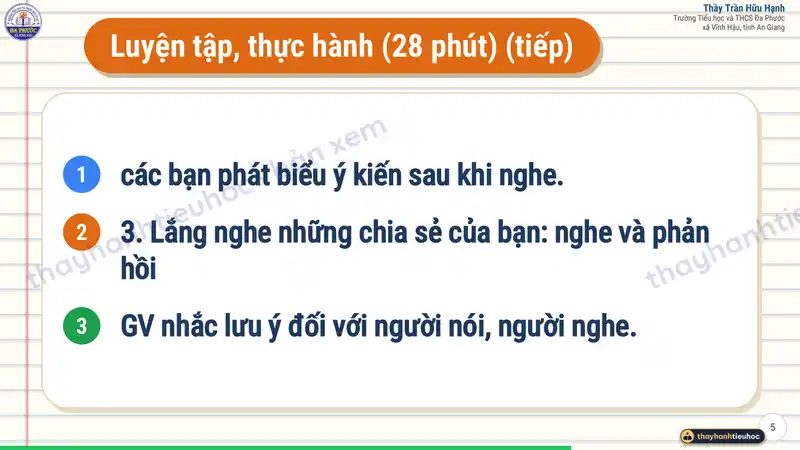 Thầy Trần Hữu Hạnh
Trường Tiểu học và THCS Đa Phước
xã Vĩnh Hậu, tỉnh An Giang
ĐA PHƯỚC
Luyện tập, thực hành (28 phút) (tiếp)
1 các bạn phát biểu ý kiến sau khi nghe.
2 3. Lắng nghe những chia sẻ của bạn: nghe và phản
hồi
3 GV nhắc lưu ý đối với người nói, người nghe.
5
thayhanhtieuhoc